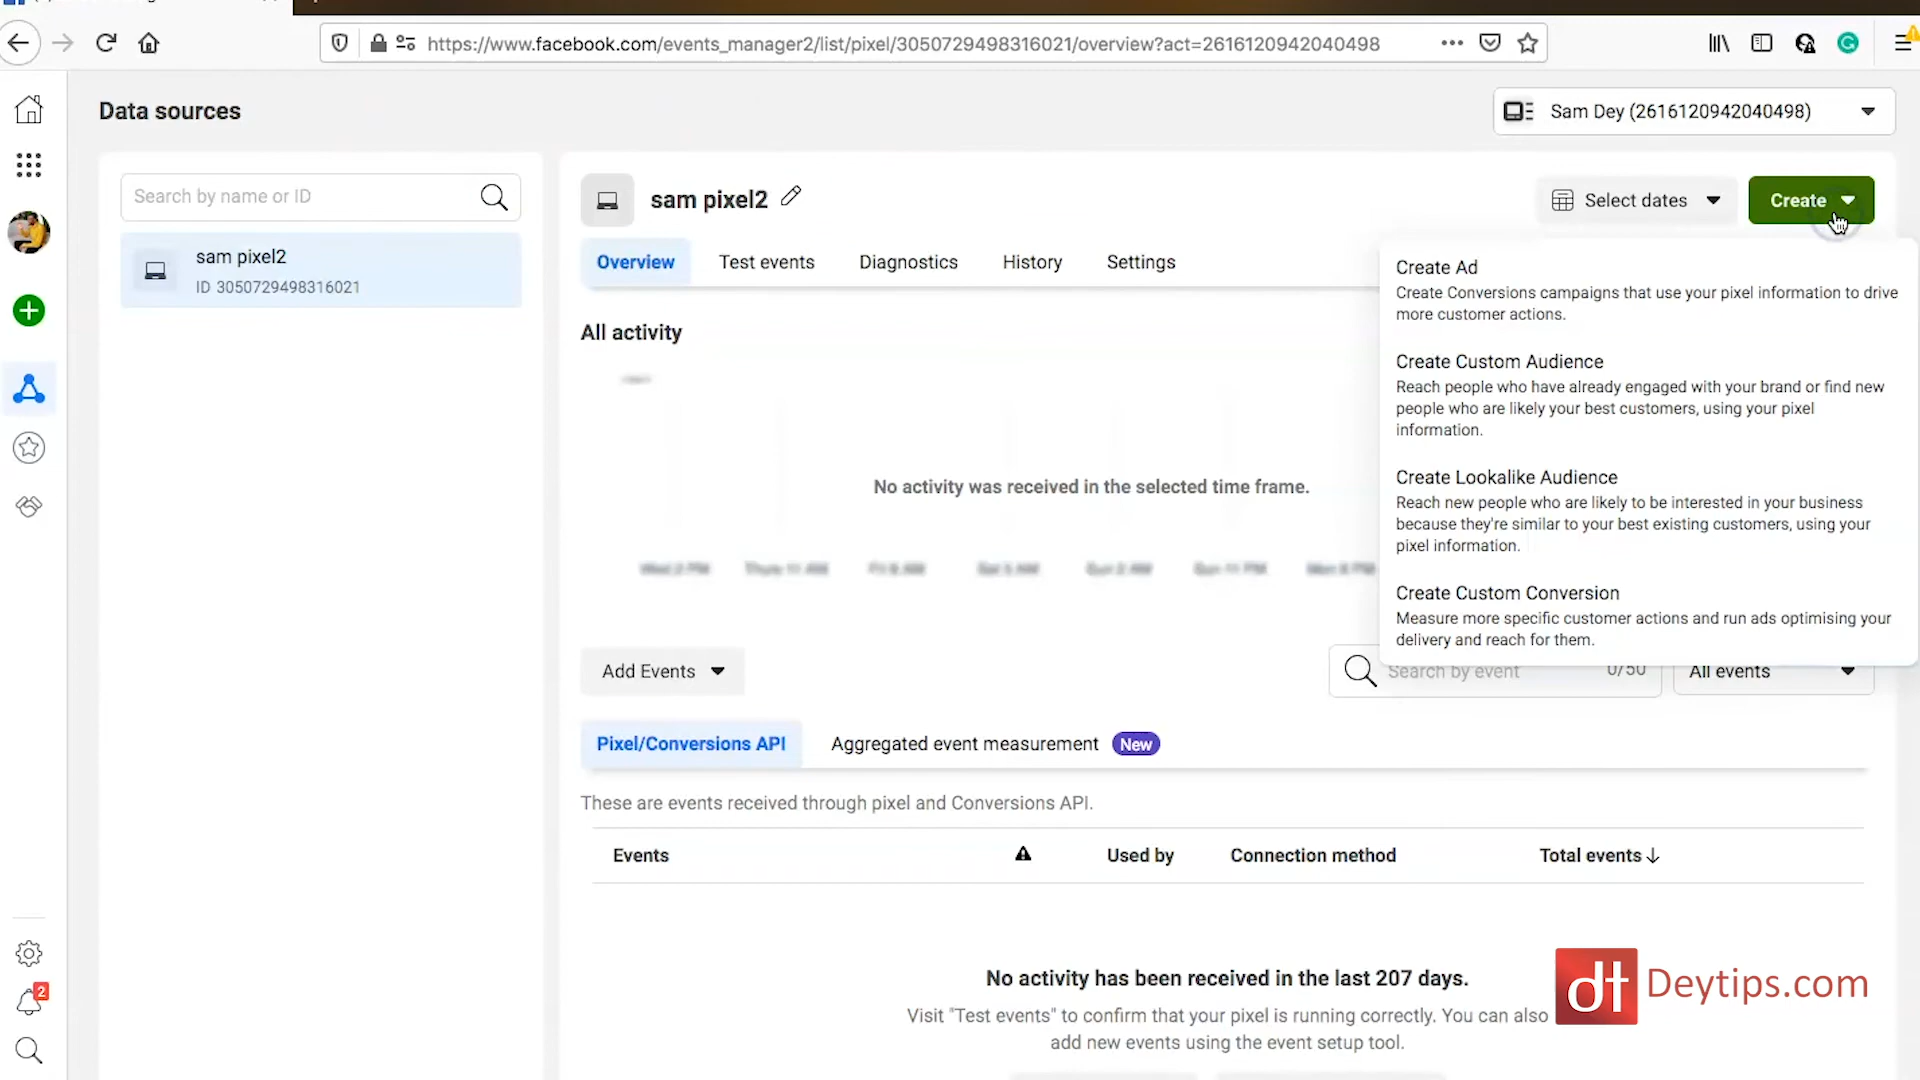 https://www.facebook.com/events_manager2/list/pixel/3050729498316021/overview?act=2616120942040498
Data sources
Sam Dey (2616120942040498)
Search by name or ID
sam pixel2
ID 3050729498316021
sam pixel2
Select dates
Create
Overview
Test events
Diagnostics
History
Settings
Create Ad
Create Conversions campaigns that use your pixel information to drive
more customer actions.
Create Custom Audience
Reach people who have already engaged with your brand or find new
people who are likely your best customers, using your pixel
information.
Create Lookalike Audience
Reach new people who are likely to be interested in your business
because they're similar to your best existing customers, using your
pixel information.
Create Custom Conversion
Measure more specific customer actions and run ads optimising your
delivery and reach for them.
All activity
No activity was received in the selected time frame.
Add Events
Search by event
0/50
All events
Pixel/Conversions API
Aggregated event measurement
New
These are events received through pixel and Conversions API.
Events
Used by
Connection method
Total events
No activity has been received in the last 207 days.
Visit "Test events" to confirm that your pixel is running correctly. You can also
add new events using the event setup tool.
2
dt Deytips.com